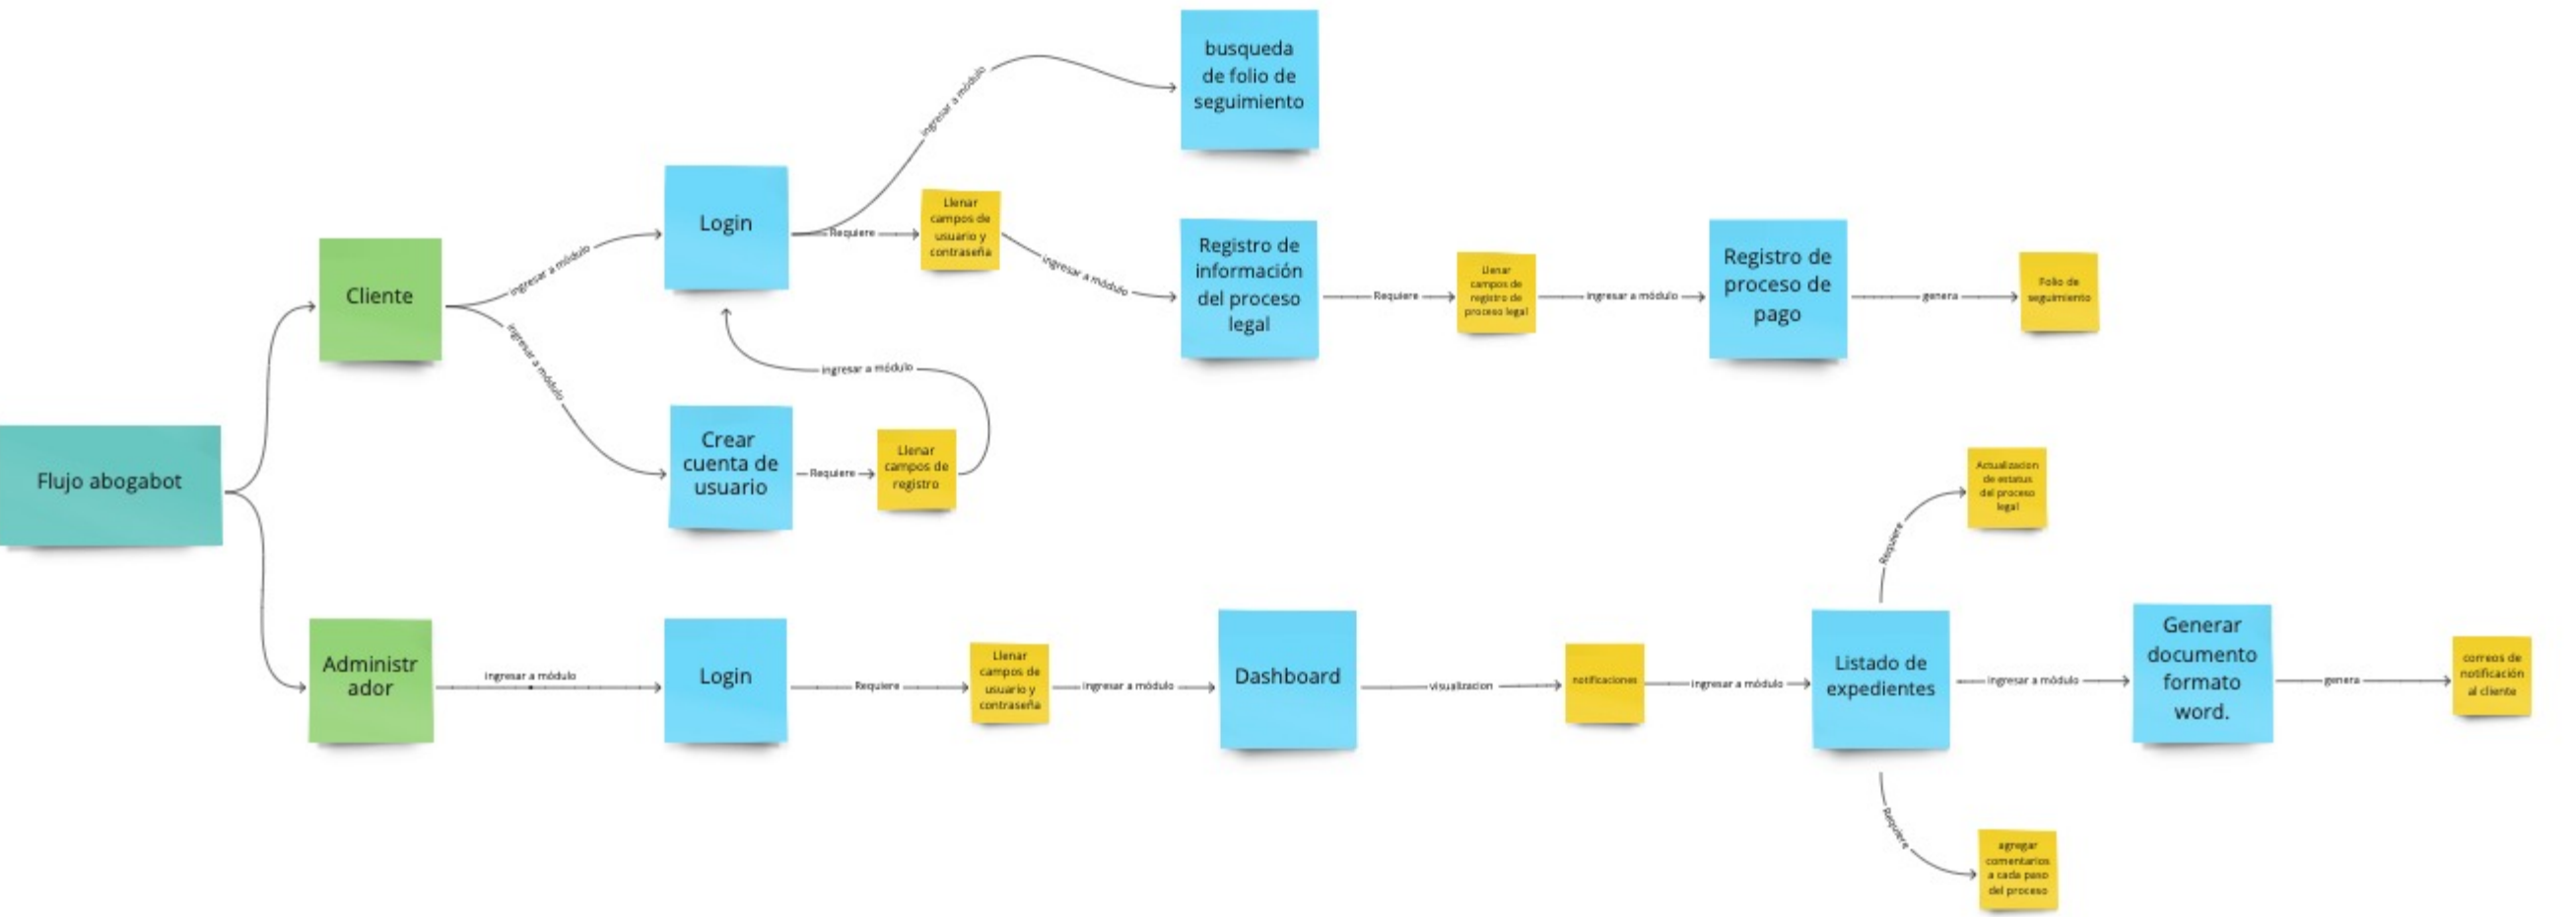 busqueda
de folio de
seguimiento
ingresar a módulo
Login
Requiere
Llenar
campos de
usuario y
contraseña
ingresar a módulo
Registro de
información
del proceso
legal
Requiere
Llenar
campos de
registro de
proceso legal
ingresar a módulo
Registro de
proceso de
pago
genera
Folio de
seguimiento
Cliente
ingresar a módulo
ingresar a módulo
ingresar a módulo
Crear
cuenta de
usuario
Requiere
Llenar
campos de
registro
Flujo abogabot
Actualizacion
de estatus
del proceso
legal
Requiere
Administr
ador
ingresar a módulo
Login
Requiere
Llenar
campos de
usuario y
contraseña
ingresar a módulo
Dashboard
visualizacion
notificaciones
ingresar a módulo
Listado de
expedientes
ingresar a módulo
Generar
documento
formato
word.
genera
correos de
notificación
al cliente
Requiere
agregar
comentarios
a cada paso
del proceso